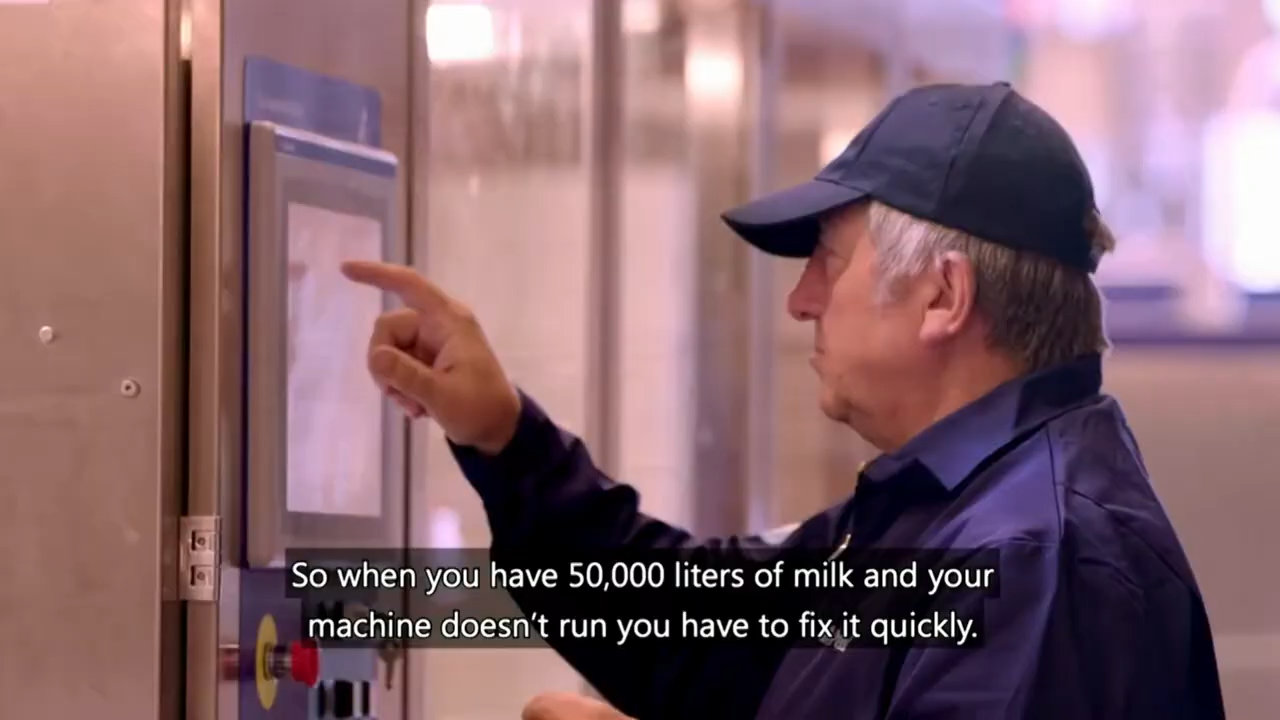 So when you have 50,000 liters of milk and your
machine doesn't run you have to fix it quickly.